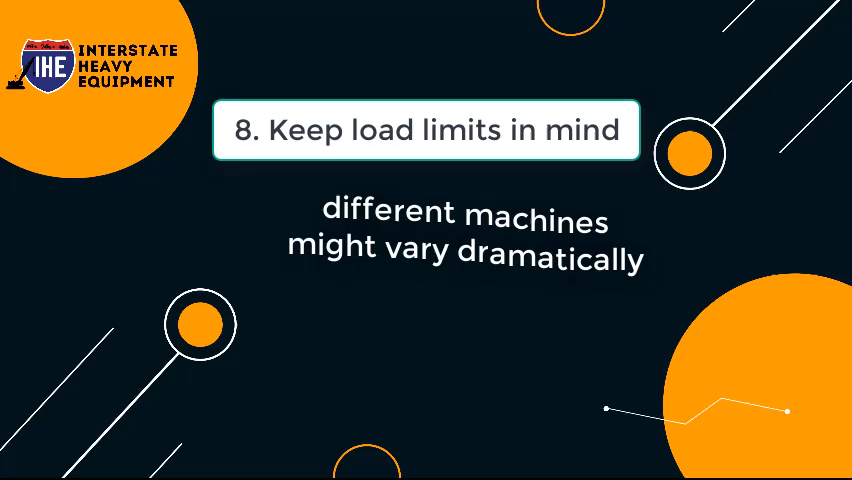 IHE
INTERSTATE
HEAVY
EQUIPMENT
8. Keep load limits in mind
different machines
might vary dramatically